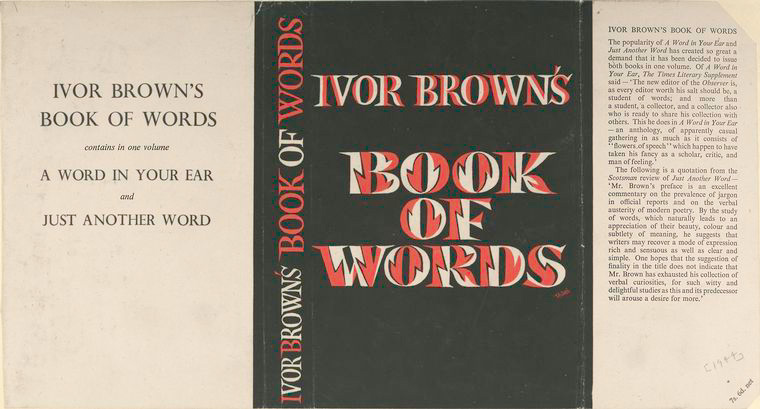 IVOR BROWN'S
BOOK OF WORDS
contains in one volume
A WORD IN YOUR EAR
and
JUST ANOTHER WORD
IVOR BROWN'S BOOK OF WORDS
IVOR BROWN'S
BOOK
OF
WORDS
IVOR BROWN'S BOOK OF WORDS
The popularity of A Word in Your Ear and
Just Another Word has created so great a
demand that it has been decided to issue
both books in one volume. Of A Word in
Your Ear, The Times Literary Supplement
said—'The new editor of the Observer is,
as every editor worth his salt should be, a
student of words; and more than
a student, a collector, and a collector also
who is ready to share his collection with
others. This he does in A Word in Your Ear
—an anthology, of apparently casual
gathering in as much as it consists of
"flowers of speech" which happen to have
taken his fancy as a scholar, critic, and
man of feeling.'
The following is a quotation from the
Scotsman review of Just Another Word—
'Mr. Brown's preface is an excellent
commentary on the prevalence of jargon
in official reports and on the verbal
austerity of modern poetry. By the study
of words, which naturally leads to an
appreciation of their beauty, colour and
subtlety of meaning, he suggests that
writers may recover a mode of expression
rich and sensuous as well as clear and
simple. One hopes that the suggestion of
finality in the title does not indicate that
Mr. Brown has exhausted his collection of
verbal curiosities, for such witty and
delightful studies as this and its predecessor
will arouse a desire for more.'
[1944]
7s. 6d. net